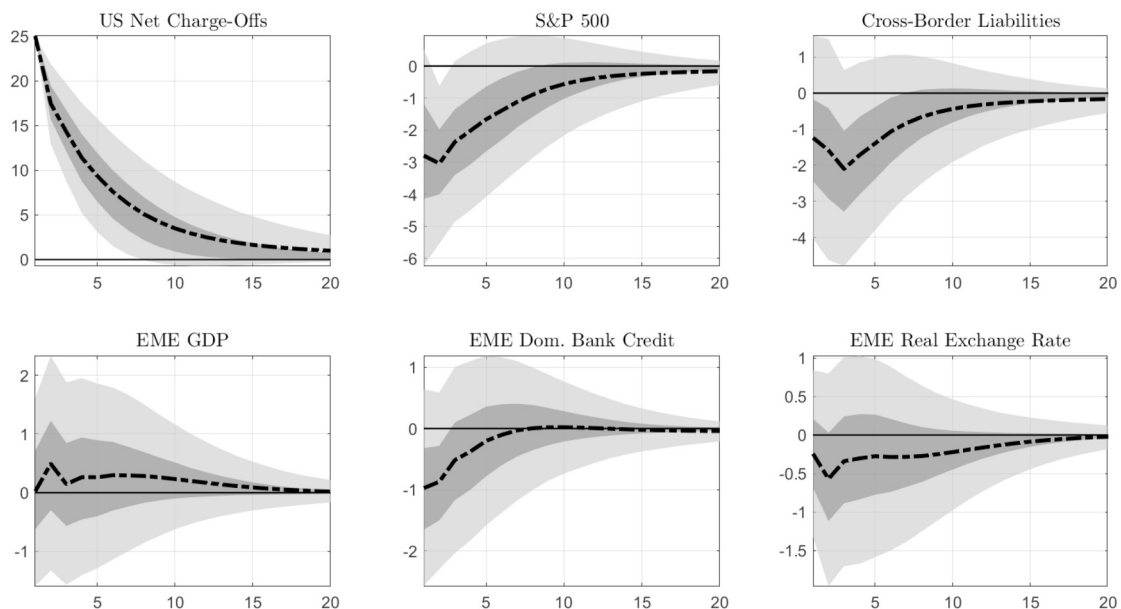 US Net Charge-Offs
25
20
15
10
5
0
5 10 15 20
S&P 500
0
-1
-2
-3
-4
-5
-6
5 10 15 20
Cross-Border Liabilities
1
0
-1
-2
-3
-4
5 10 15 20
EME GDP
2
1
0
-1
5 10 15 20
EME Dom. Bank Credit
1
0
-1
-2
5 10 15 20
EME Real Exchange Rate
1
0.5
0
-0.5
-1
-1.5
5 10 15 20